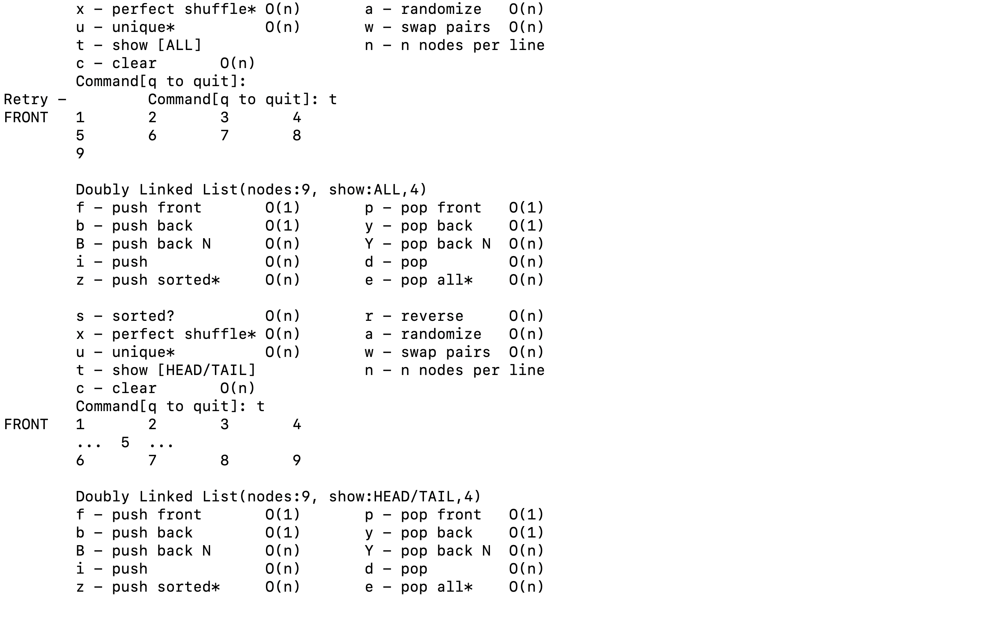 x – perfect shuffle* O(n) a – randomize O(n)
u – unique* O(n) w – swap pairs O(n)
t – show [ALL] n – n nodes per line
c – clear O(n)
Command[q to quit]:
Retry – Command[q to quit]: t
FRONT 1 2 3 4
5 6 7 8
9
Doubly Linked List(nodes:9, show:ALL,4)
f – push front O(1) p – pop front O(1)
b – push back O(1) y – pop back O(1)
B – push back N O(n) Y – pop back N O(n)
i – push O(n) d – pop O(n)
z – push sorted* O(n) e – pop all* O(n)
s – sorted? O(n) r – reverse O(n)
x – perfect shuffle* O(n) a – randomize O(n)
u – unique* O(n) w – swap pairs O(n)
t – show [HEAD/TAIL] n – n nodes per line
c – clear O(n)
Command[q to quit]: t
FRONT 1 2 3 4
... 5 ...
6 7 8 9
Doubly Linked List(nodes:9, show:HEAD/TAIL,4)
f – push front O(1) p – pop front O(1)
b – push back O(1) y – pop back O(1)
B – push back N O(n) Y – pop back N O(n)
i – push O(n) d – pop O(n)
z – push sorted* O(n) e – pop all* O(n)